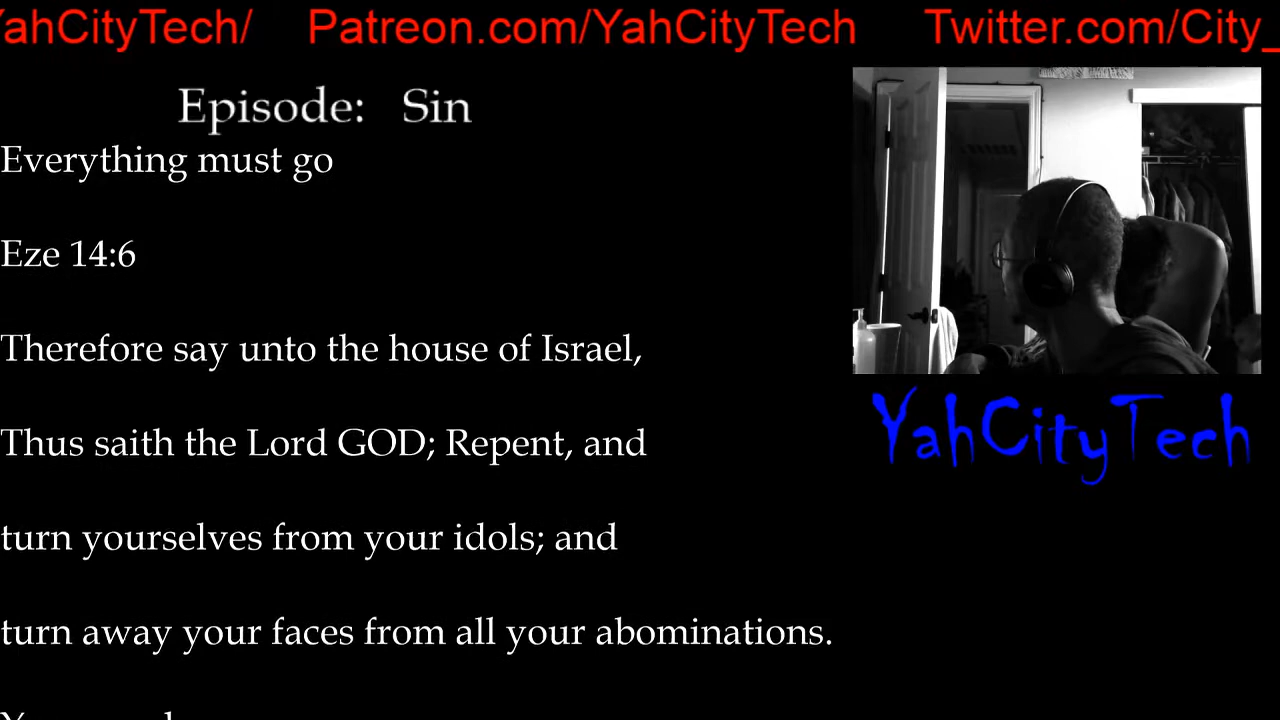 YahCityTech/ Patreon.com/YahCityTech Twitter.com/City_
Episode: Sin
Everything must go
Eze 14:6
Therefore say unto the house of Israel,
Thus saith the Lord GOD; Repent, and
turn yourselves from your idols; and
turn away your faces from all your abominations.
YahCityTech